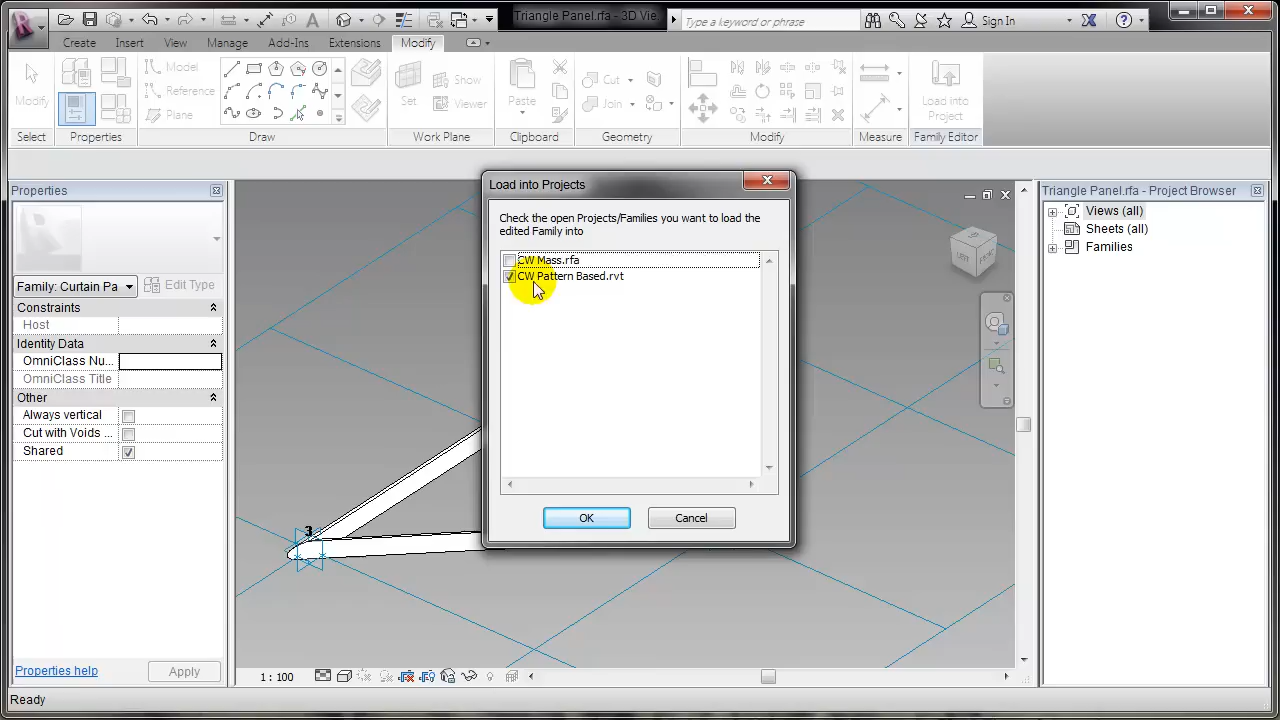 Triangle Panel.rfa - 3D Vie...
Type a keyword or phrase
Sign In
Create
Insert
View
Manage
Add-Ins
Extensions
Modify
Modify
Model
Reference
Plane
Set
Show
Viewer
Paste
Cut
Join
Load into
Project
Select
Properties
Draw
Work Plane
Clipboard
Geometry
Modify
Measure
Family Editor
Properties
Family: Curtain Pa
Edit Type
Constraints
Host
Identity Data
OmniClass Nu...
OmniClass Title
Other
Always vertical
Cut with Voids ...
Shared
Properties help
Apply
Load into Projects
Check the open Projects/Families you want to load the
edited Family into
CW Mass.rfa
CW Pattern Based.rvt
OK
Cancel
3
Triangle Panel.rfa - Project Browser
Views (all)
Sheets (all)
Families
1 : 100
Ready